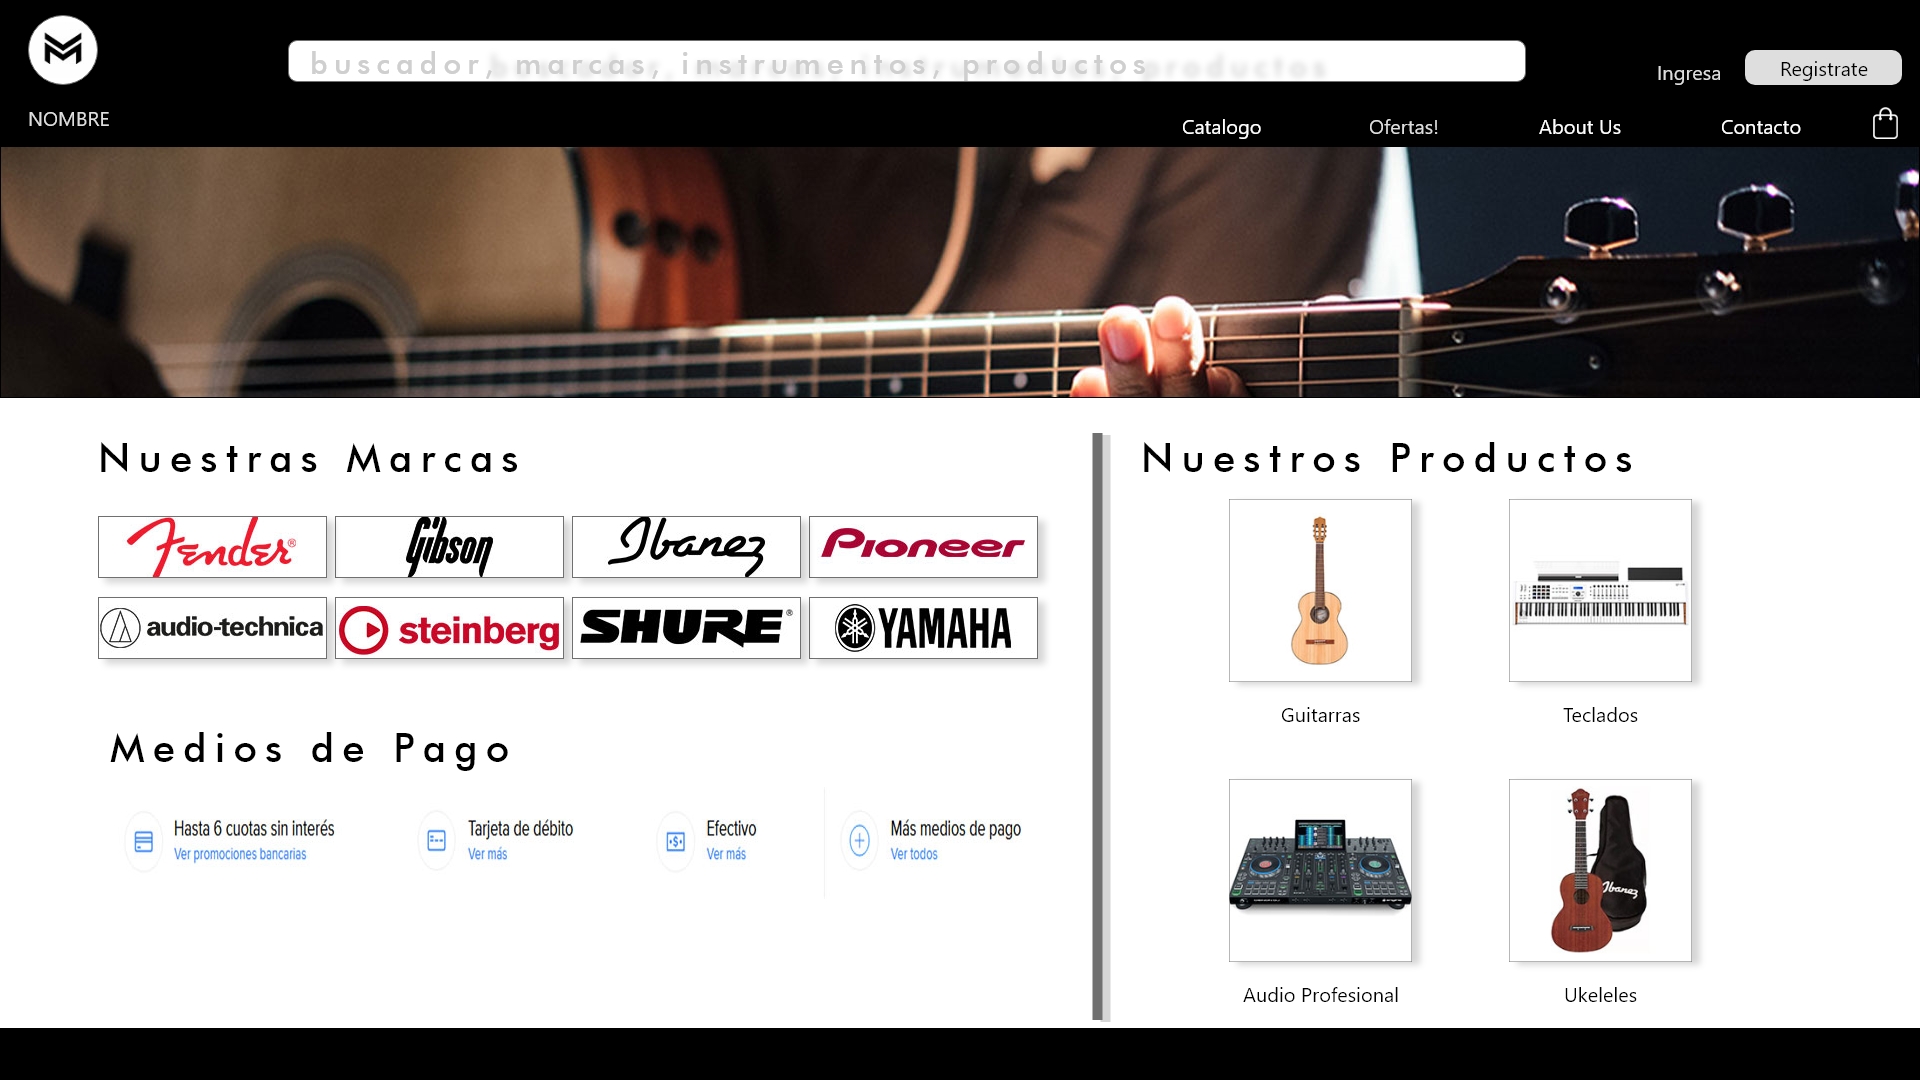 buscador, marcas, instrumentos, productos
Ingresa
Registrate
NOMBRE
Catalogo
Ofertas!
About Us
Contacto
Nuestras Marcas
Fender®
Gibson
Ibanez
Pioneer
audio-technica
steinberg
SHURE®
YAMAHA
Medios de Pago
Hasta 6 cuotas sin interés
Ver promociones bancarias
Tarjeta de débito
Ver más
Efectivo
Ver más
Más medios de pago
Ver todos
Nuestros Productos
Guitarras
Teclados
Ibanez
Audio Profesional
Ukeleles